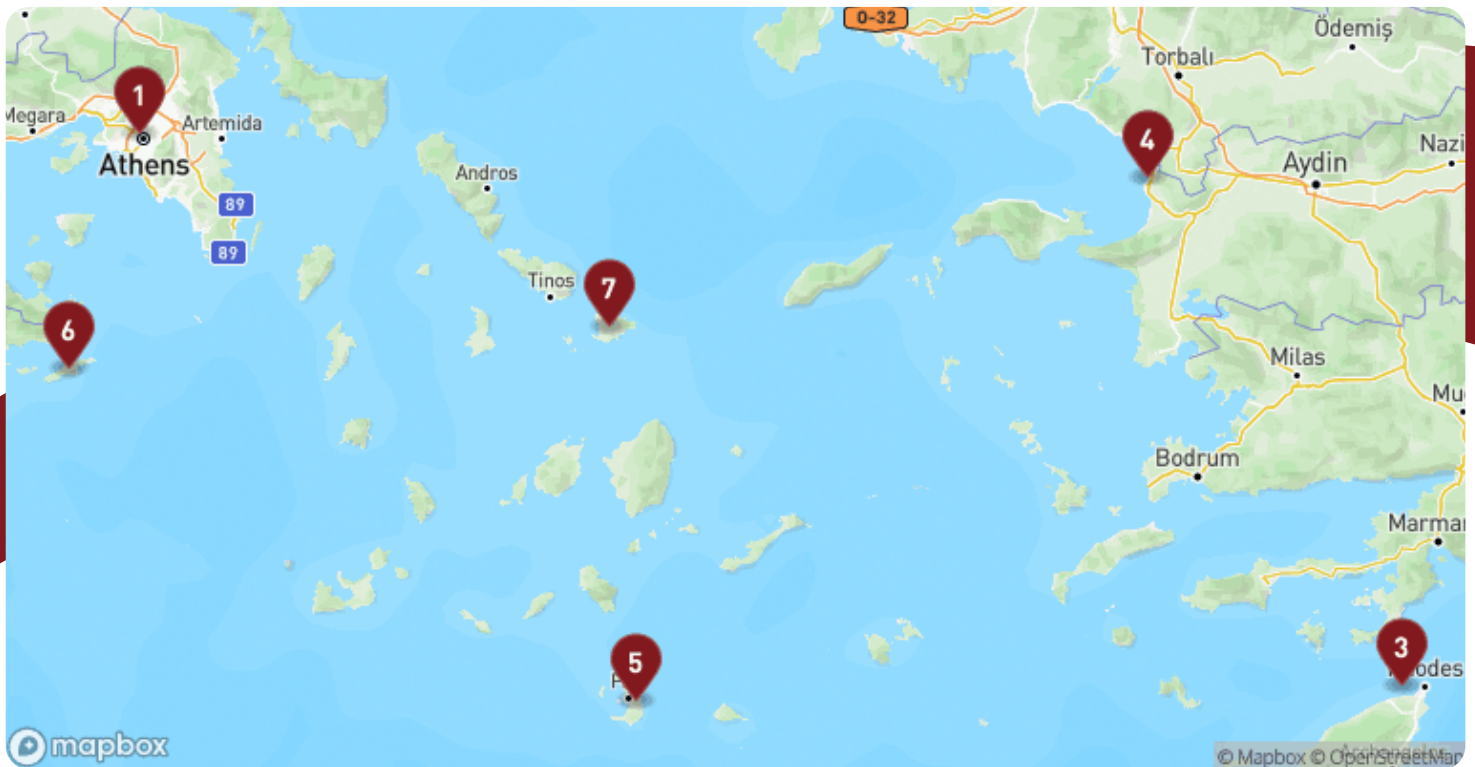 O-32
Ödemiş
Torbalı
1
Megara
Artemida
Athens
4
Nazi
Aydin
Andros
89
89
Tinos
7
6
Milas
Mu
Bodrum
Marmar
5
3
odes
mapbox
© Mapbox © OpenStreetMap